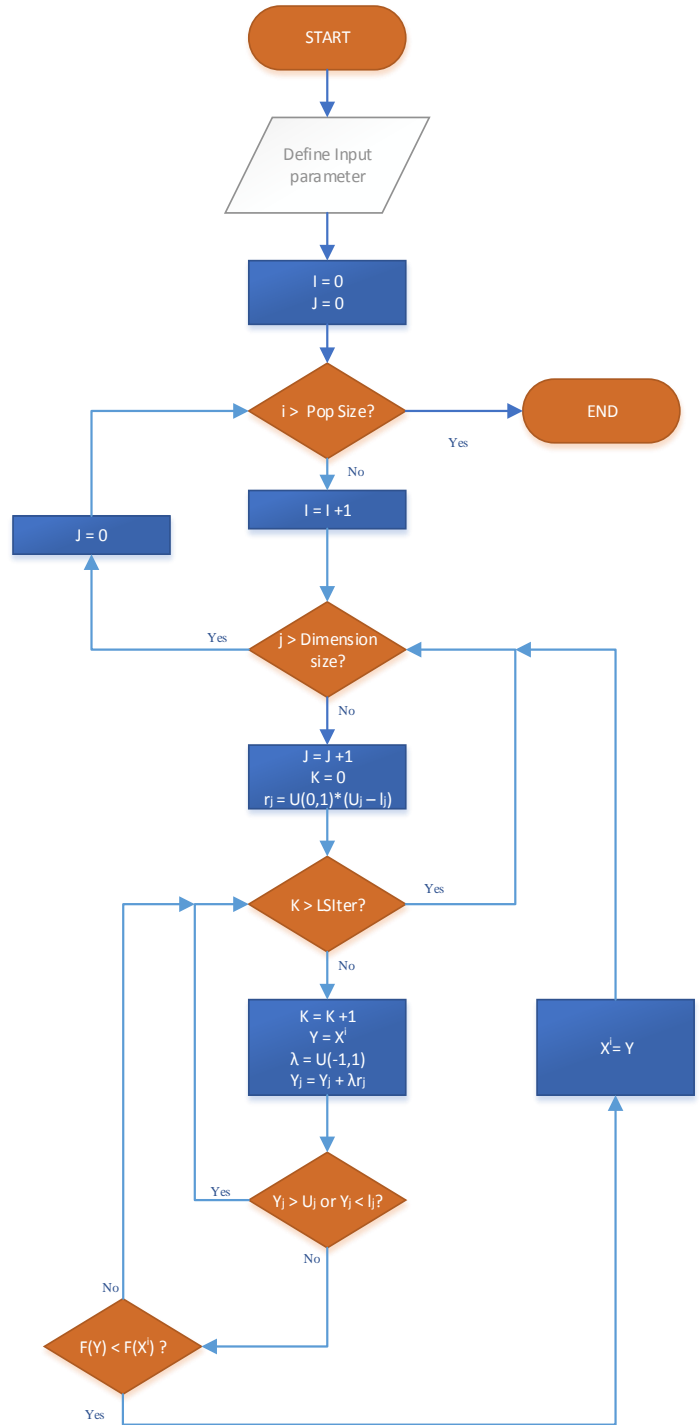 START
Define Input
parameter
I = 0
J = 0
i > Pop Size?
END
Yes
No
I = I +1
J = 0
Yes
j > Dimension
size?
No
J = J +1
K = 0
rⱼ = U(0,1)*(Uⱼ – lⱼ)
K > LSIter?
Yes
No
K = K +1
Y = Xⁱ
λ = U(-1,1)
Yⱼ = Yⱼ + λrⱼ
Xⁱ= Y
Yes
Yⱼ > Uⱼ or Yⱼ < lⱼ?
No
No
F(Y) < F(Xⁱ) ?
Yes